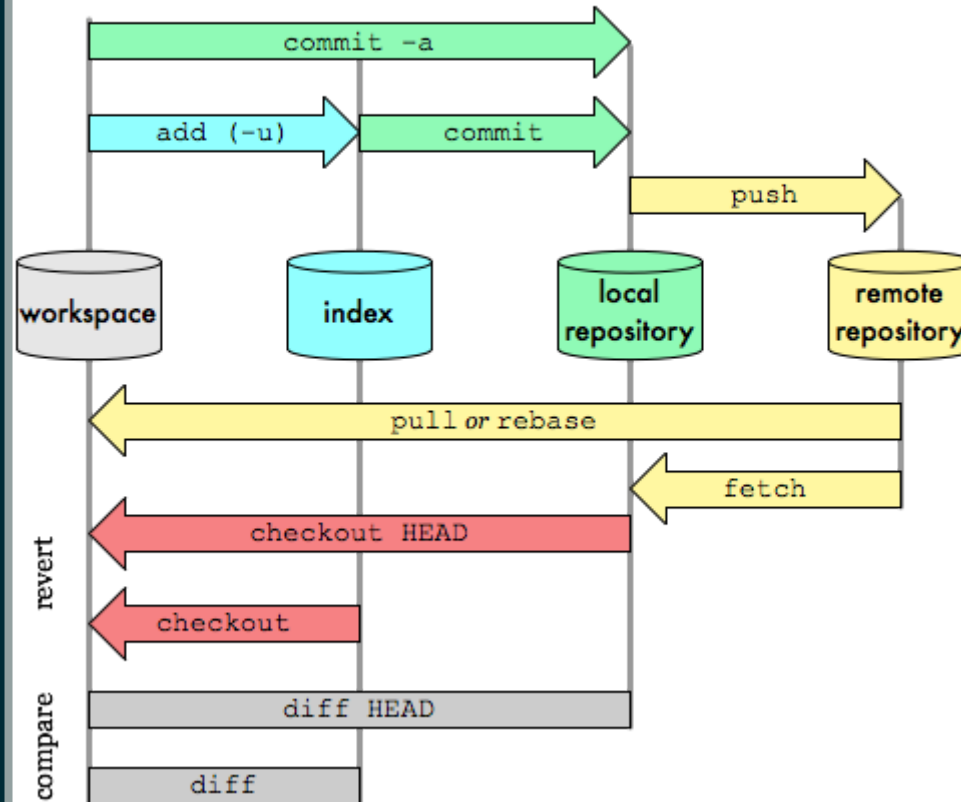 commit -a
add (-u)
commit
push
workspace
index
local
repository
remote
repository
pull or rebase
fetch
revert
checkout HEAD
checkout
compare
diff HEAD
diff